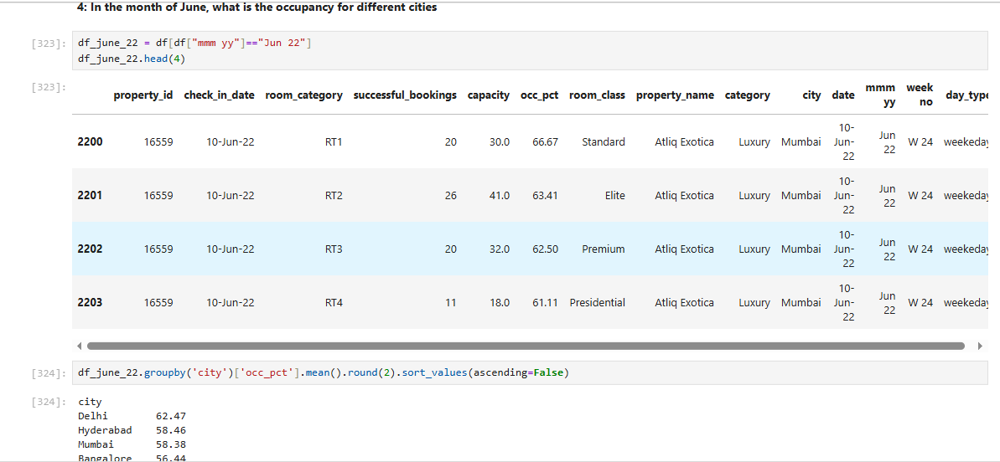 4: In the month of June, what is the occupancy for different cities
[323]: df_june_22 = df[df["mmm yy"]=="Jun 22"]
df_june_22.head(4)
[323]:
property_id check_in_date room_category successful_bookings capacity occ_pct room_class property_name category city date mmm yy week no day_type
2200 16559 10-Jun-22 RT1 20 30.0 66.67 Standard Atliq Exotica Luxury Mumbai 10-Jun-22 Jun 22 W 24 weekeday
2201 16559 10-Jun-22 RT2 26 41.0 63.41 Elite Atliq Exotica Luxury Mumbai 10-Jun-22 Jun 22 W 24 weekeday
2202 16559 10-Jun-22 RT3 20 32.0 62.50 Premium Atliq Exotica Luxury Mumbai 10-Jun-22 Jun 22 W 24 weekeday
2203 16559 10-Jun-22 RT4 11 18.0 61.11 Presidential Atliq Exotica Luxury Mumbai 10-Jun-22 Jun 22 W 24 weekeday
[324]: df_june_22.groupby('city')['occ_pct'].mean().round(2).sort_values(ascending=False)
[324]: city
Delhi 62.47
Hyderabad 58.46
Mumbai 58.38
Bangalore 56.44